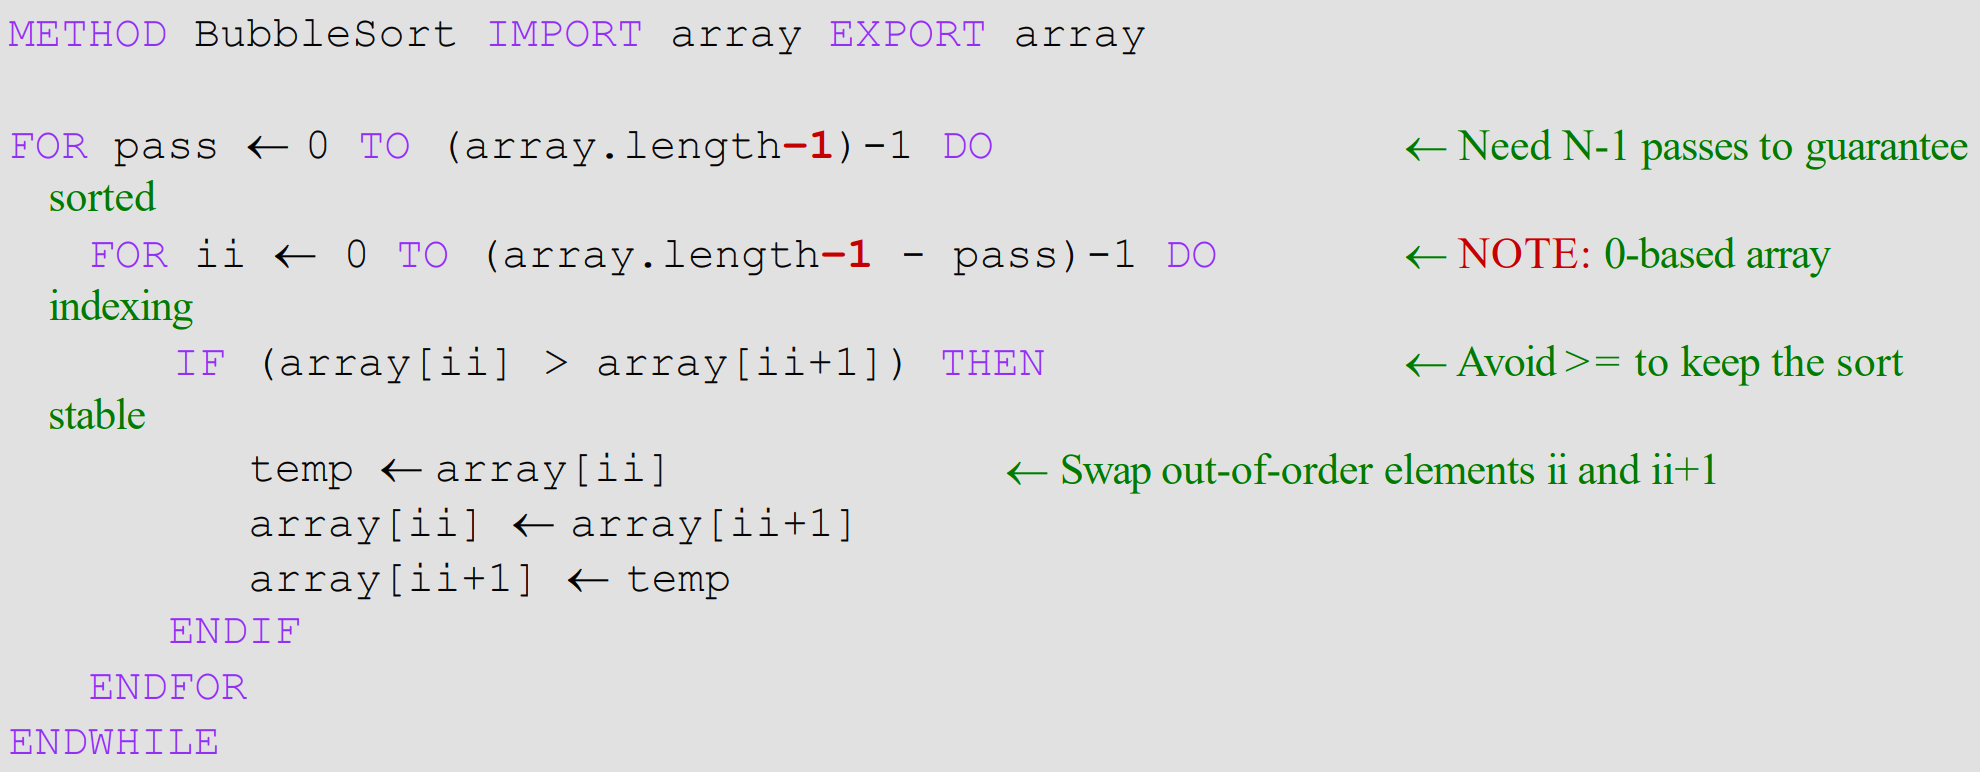 METHOD BubbleSort IMPORT array EXPORT array
FOR pass ← 0 TO (array.length-1)-1 DO ← Need N-1 passes to guarantee
sorted
FOR ii ← 0 TO (array.length-1 - pass)-1 DO ← NOTE: 0-based array
indexing
IF (array[ii] > array[ii+1]) THEN ← Avoid >= to keep the sort
stable
temp ← array[ii] ← Swap out-of-order elements ii and ii+1
array[ii] ← array[ii+1]
array[ii+1] ← temp
ENDIF
ENDFOR
ENDWHILE